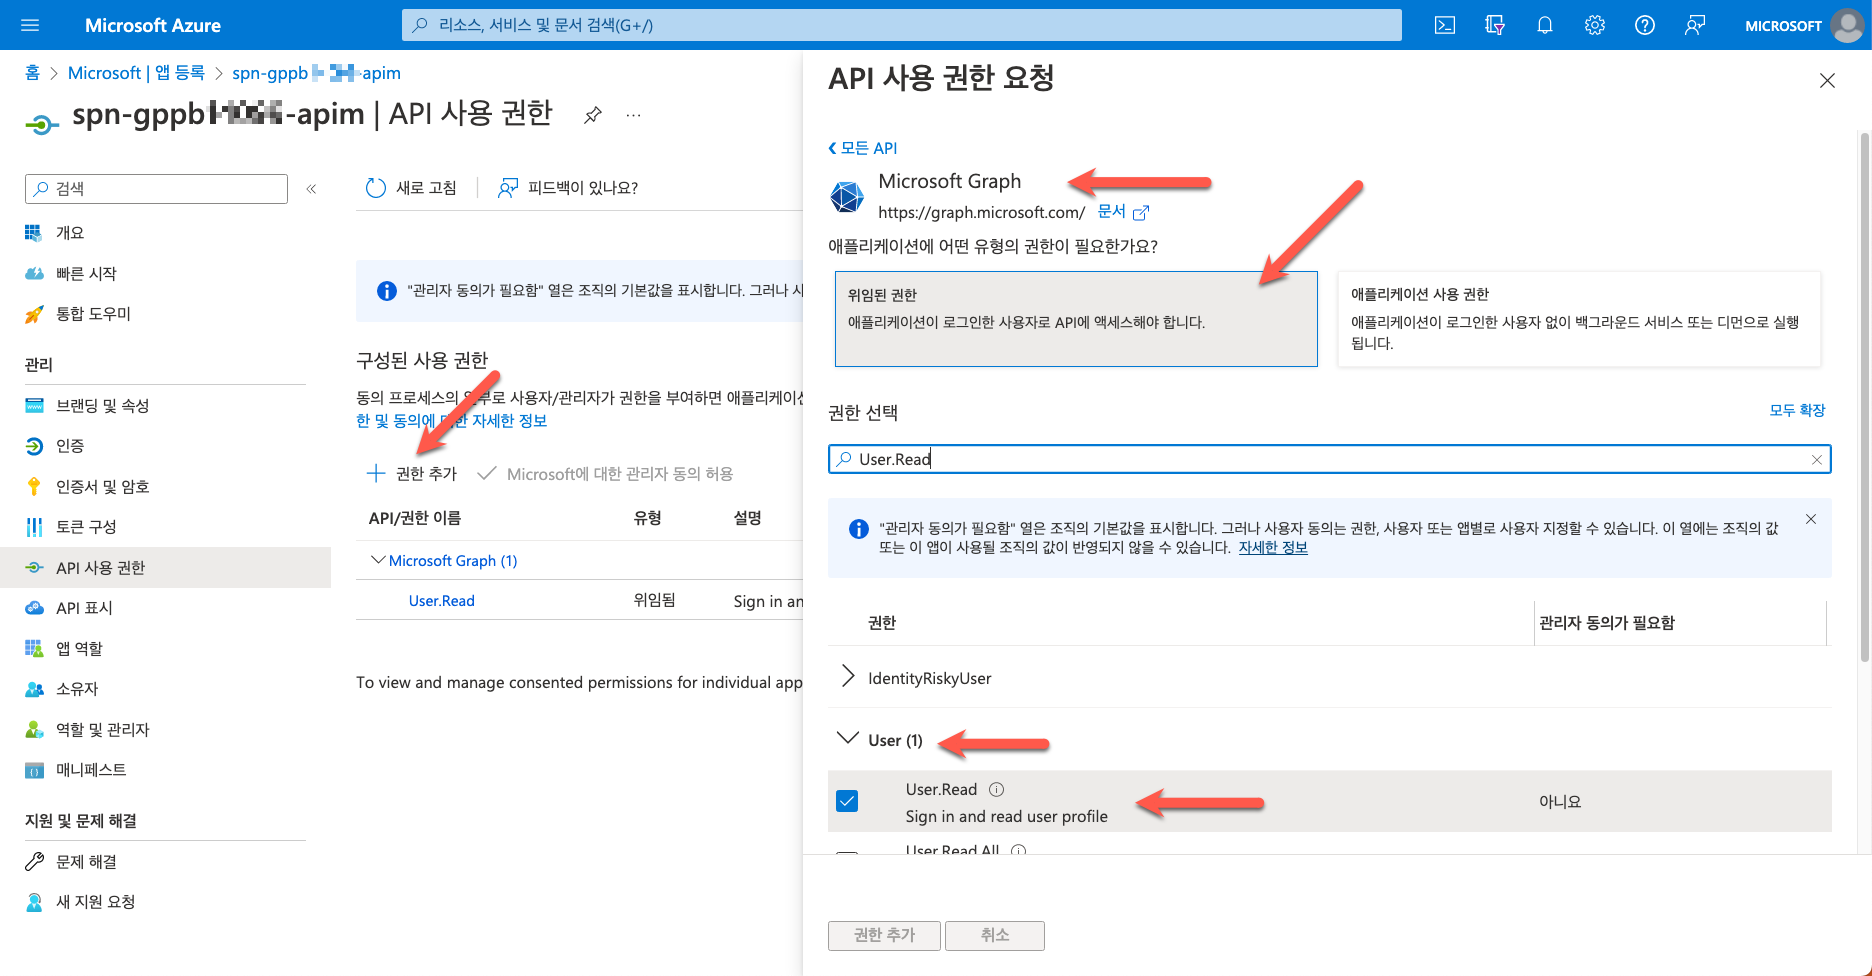 Microsoft Azure
리소스, 서비스 및 문서 검색(G+/)
MICROSOFT
홈 > Microsoft | 앱 등록 > spn-gppb -apim
spn-gppb -apim | API 사용 권한
검색
«
개요
빠른 시작
통합 도우미
관리
브랜딩 및 속성
인증
인증서 및 암호
토큰 구성
API 사용 권한
API 표시
앱 역할
소유자
역할 및 관리자
매니페스트
지원 및 문제 해결
문제 해결
새 지원 요청
새로 고침
피드백이 있나요?
"관리자 동의가 필요함" 열은 조직의 기본값을 표시합니다. 그러나 사
구성된 사용 권한
동의 프로세스의 일부로 사용자/관리자가 권한을 부여하면 애플리케이션
한 및 동의에 대한 자세한 정보
권한 추가
Microsoft에 대한 관리자 동의 허용
API/권한 이름 유형 설명
Microsoft Graph (1)
User.Read 위임됨 Sign in an
To view and manage consented permissions for individual app
API 사용 권한 요청
모든 API
Microsoft Graph
https://graph.microsoft.com/ 문서
애플리케이션에 어떤 유형의 권한이 필요한가요?
위임된 권한
애플리케이션이 로그인한 사용자로 API에 액세스해야 합니다.
애플리케이션 사용 권한
애플리케이션이 로그인한 사용자 없이 백그라운드 서비스 또는 디먼으로 실행
됩니다.
권한 선택
모두 확장
User.Read
"관리자 동의가 필요함" 열은 조직의 기본값을 표시합니다. 그러나 사용자 동의는 권한, 사용자 또는 앱별로 사용자 지정할 수 있습니다. 이 열에는 조직의 값
또는 이 앱이 사용될 조직의 값이 반영되지 않을 수 있습니다. 자세한 정보
권한 관리자 동의가 필요함
IdentityRiskyUser
User (1)
User.Read
Sign in and read user profile
아니요
User.Read.All
권한 추가
취소